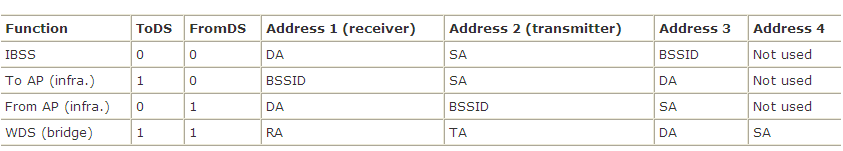 Function ToDS FromDS Address 1 (receiver) Address 2 (transmitter) Address 3 Address 4
IBSS 0 0 DA SA BSSID Not used
To AP (infra.) 1 0 BSSID SA DA Not used
From AP (infra.) 0 1 DA BSSID SA Not used
WDS (bridge) 1 1 RA TA DA SA